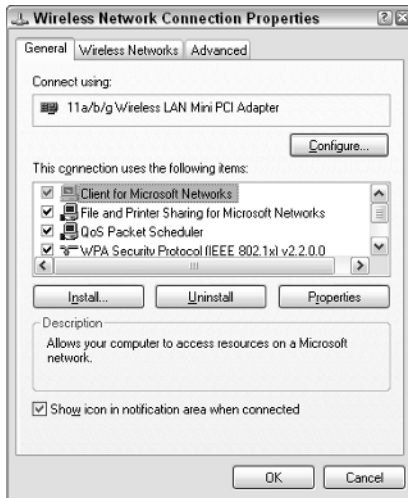 Wireless Network Connection Properties
General Wireless Networks Advanced
Connect using:
11a/b/g Wireless LAN Mini PCI Adapter
Configure...
This connection uses the following items:
Client for Microsoft Networks
File and Printer Sharing for Microsoft Networks
QoS Packet Scheduler
WPA Security Protocol (IEEE 802.1x) v2.2.0.0
Install... Uninstall Properties
Description
Allows your computer to access resources on a Microsoft
network.
Show icon in notification area when connected
OK Cancel